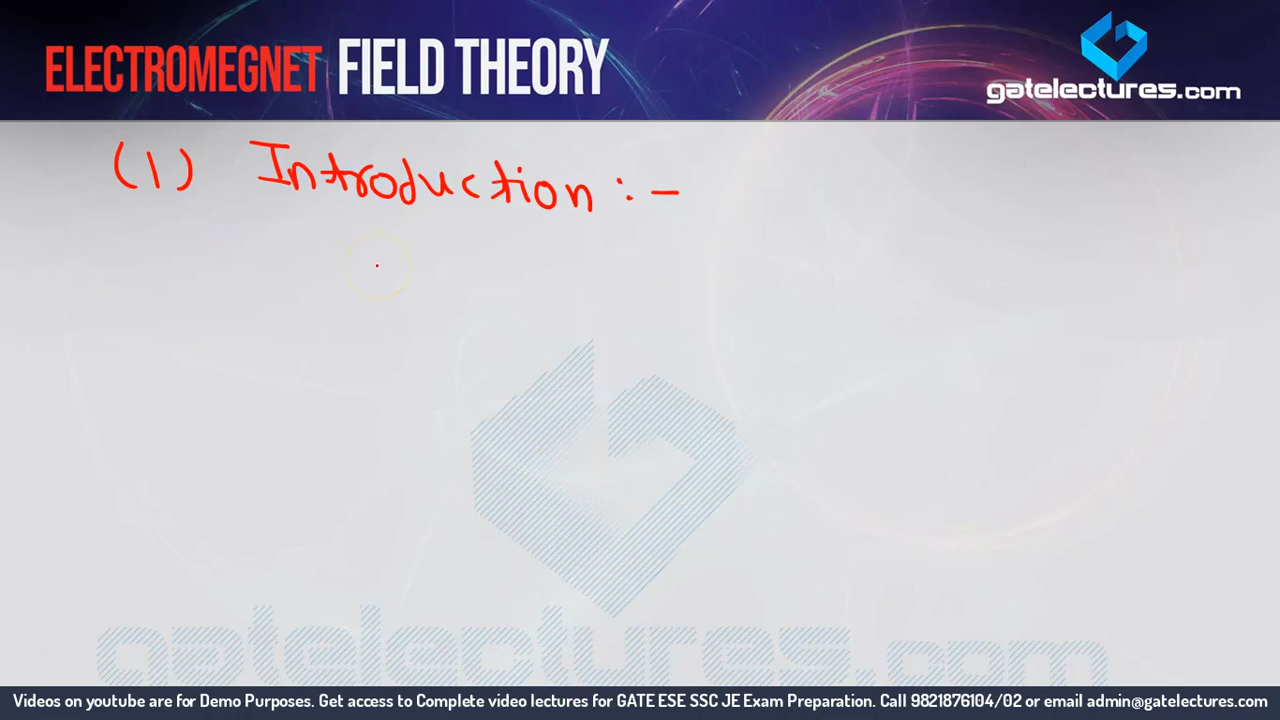 ELECTROMEGNET FIELD THEORY
gatelectures.com
(1) Introduction :-
gatelectures.com
Videos on youtube are for Demo Purposes. Get access to Complete video lectures for GATE ESE SSC JE Exam Preparation. Call 9821876104/02 or email admin@gatelectures.com